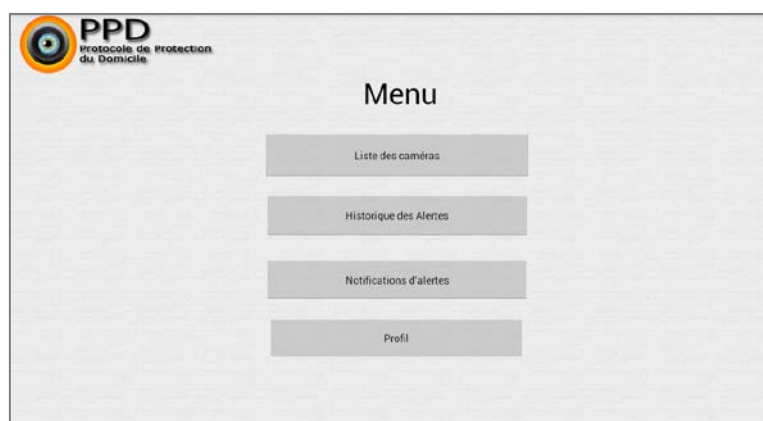 PPD
Protocole de Protection
du Domicile
Menu
Liste des caméras
Historique des Alertes
Notifications d'alertes
Profil